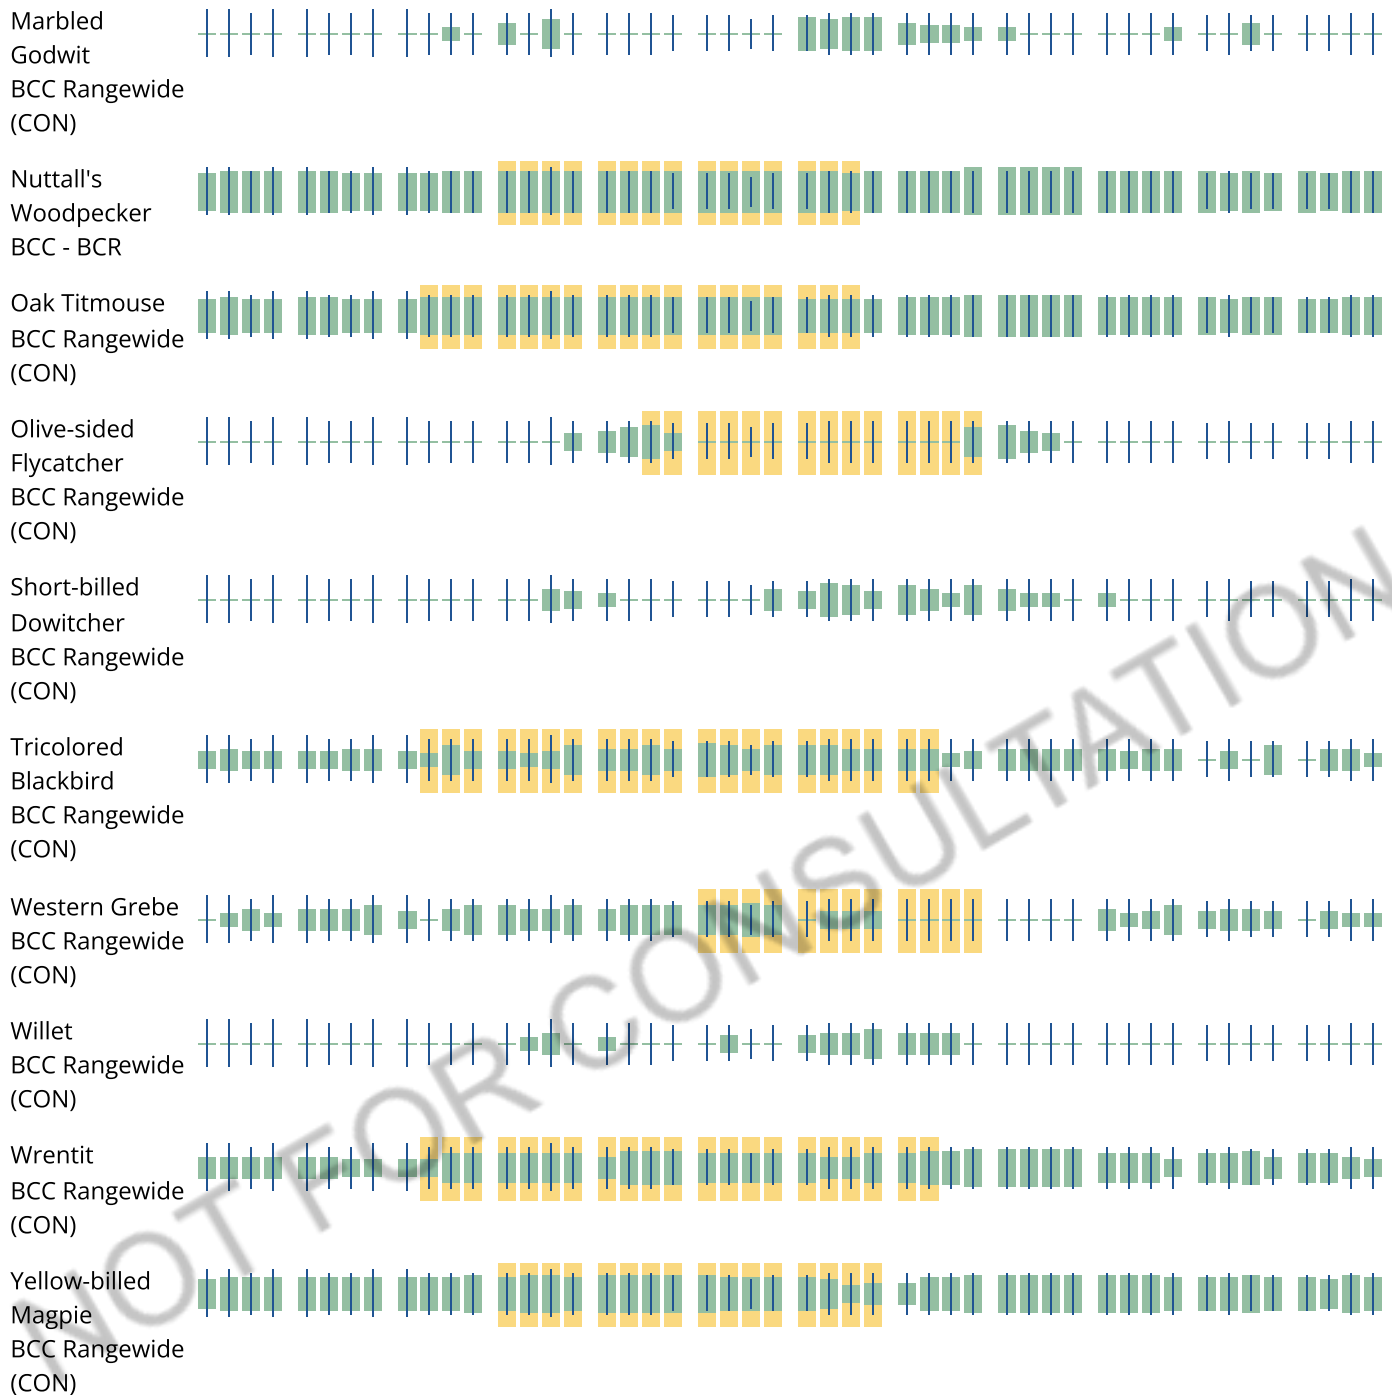 Marbled
Godwit
BCC Rangewide
(CON)
Nuttall's
Woodpecker
BCC - BCR
Oak Titmouse
BCC Rangewide
(CON)
Olive-sided
Flycatcher
BCC Rangewide
(CON)
Short-billed
Dowitcher
BCC Rangewide
(CON)
Tricolored
Blackbird
BCC Rangewide
(CON)
Western Grebe
BCC Rangewide
(CON)
Willet
BCC Rangewide
(CON)
Wrentit
BCC Rangewide
(CON)
Yellow-billed
Magpie
BCC Rangewide
(CON)
NOT FOR CONSULTATION